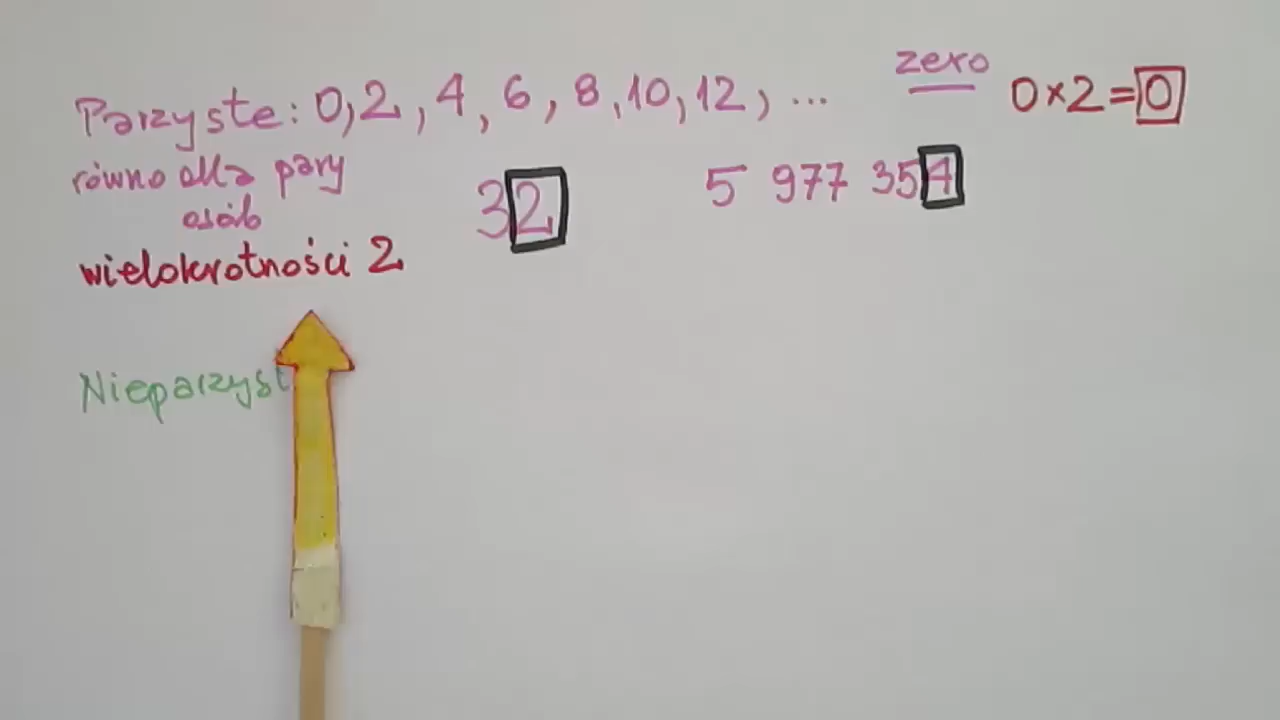 Parzyste: 0, 2, 4, 6, 8, 10, 12, ...
zero
0×2=0
równo dla pary
osób
32
5 977 354
wielokrotności 2
Nieparzyst